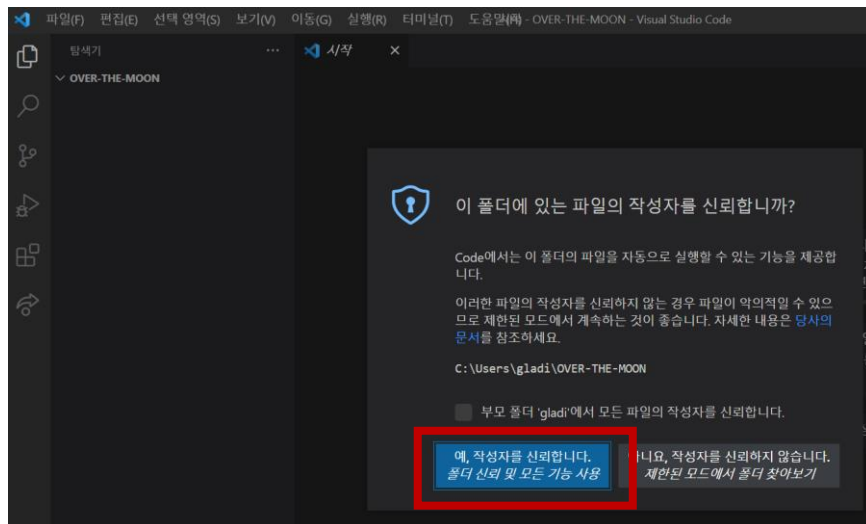 파일(F) 편집(E) 선택 영역(S) 보기(V) 이동(G) 실행(R) 터미널(T) - OVER-THE-MOON - Visual Studio Code
탐색기 ··· 시작 ×
OVER-THE-MOON
이 폴더에 있는 파일의 작성자를 신뢰합니까?
Code에서는 이 폴더의 파일을 자동으로 실행할 수 있는 기능을 제공합
니다.
이러한 파일의 작성자를 신뢰하지 않는 경우 파일이 악의적일 수 있으
므로 제한된 모드에서 계속하는 것이 좋습니다. 자세한 내용은 당사의
문서를 참조하세요.
C:\Users\gladi\OVER-THE-MOON
부모 폴더 'gladi'에서 모든 파일의 작성자를 신뢰합니다.
예, 작성자를 신뢰합니다. 아니요, 작성자를 신뢰하지 않습니다.
폴더 신뢰 및 모든 기능 사용 제한된 모드에서 폴더 찾아보기